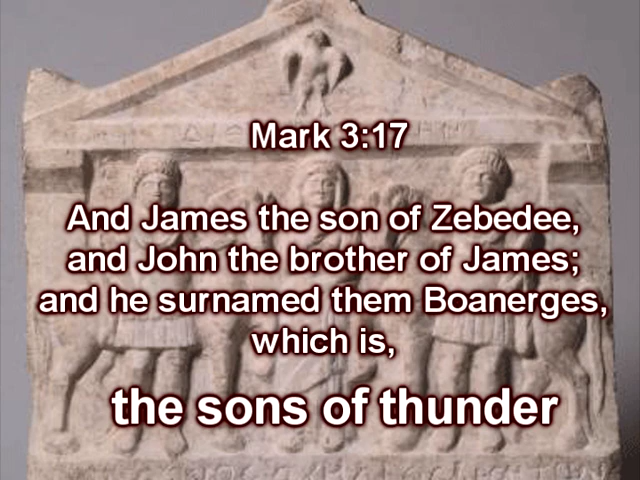 Mark 3:17
And James the son of Zebedee,
and John the brother of James;
and he surnamed them Boanerges,
which is,
the sons of thunder